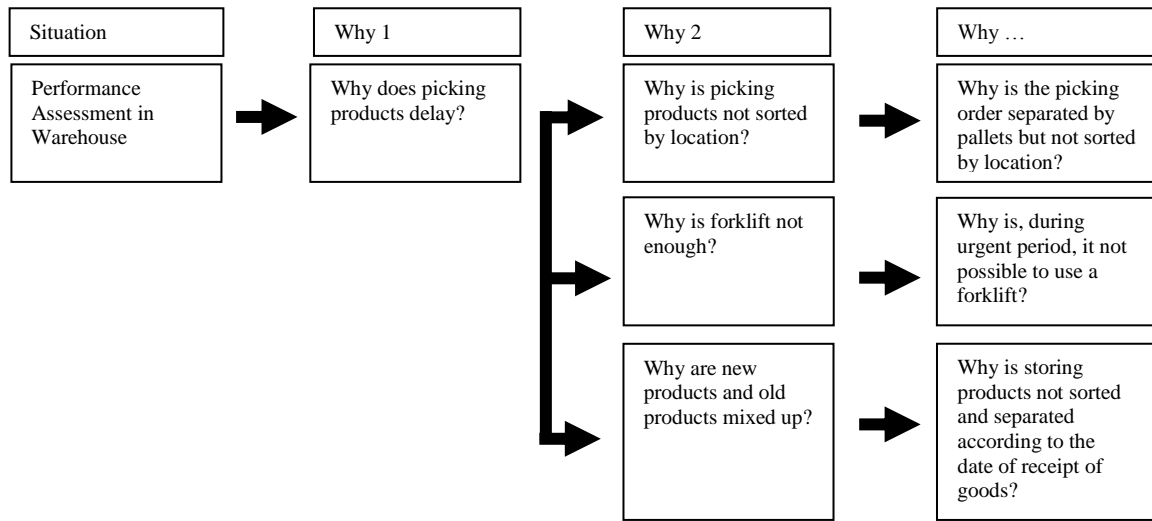 Situation
Why 1
Why 2
Why …
Performance
Assessment in
Warehouse
Why does picking
products delay?
Why is picking
products not sorted
by location?
Why is the picking
order separated by
pallets but not sorted
by location?
Why is forklift not
enough?
Why is, during
urgent period, it not
possible to use a
forklift?
Why are new
products and old
products mixed up?
Why is storing
products not sorted
and separated
according to the
date of receipt of
goods?